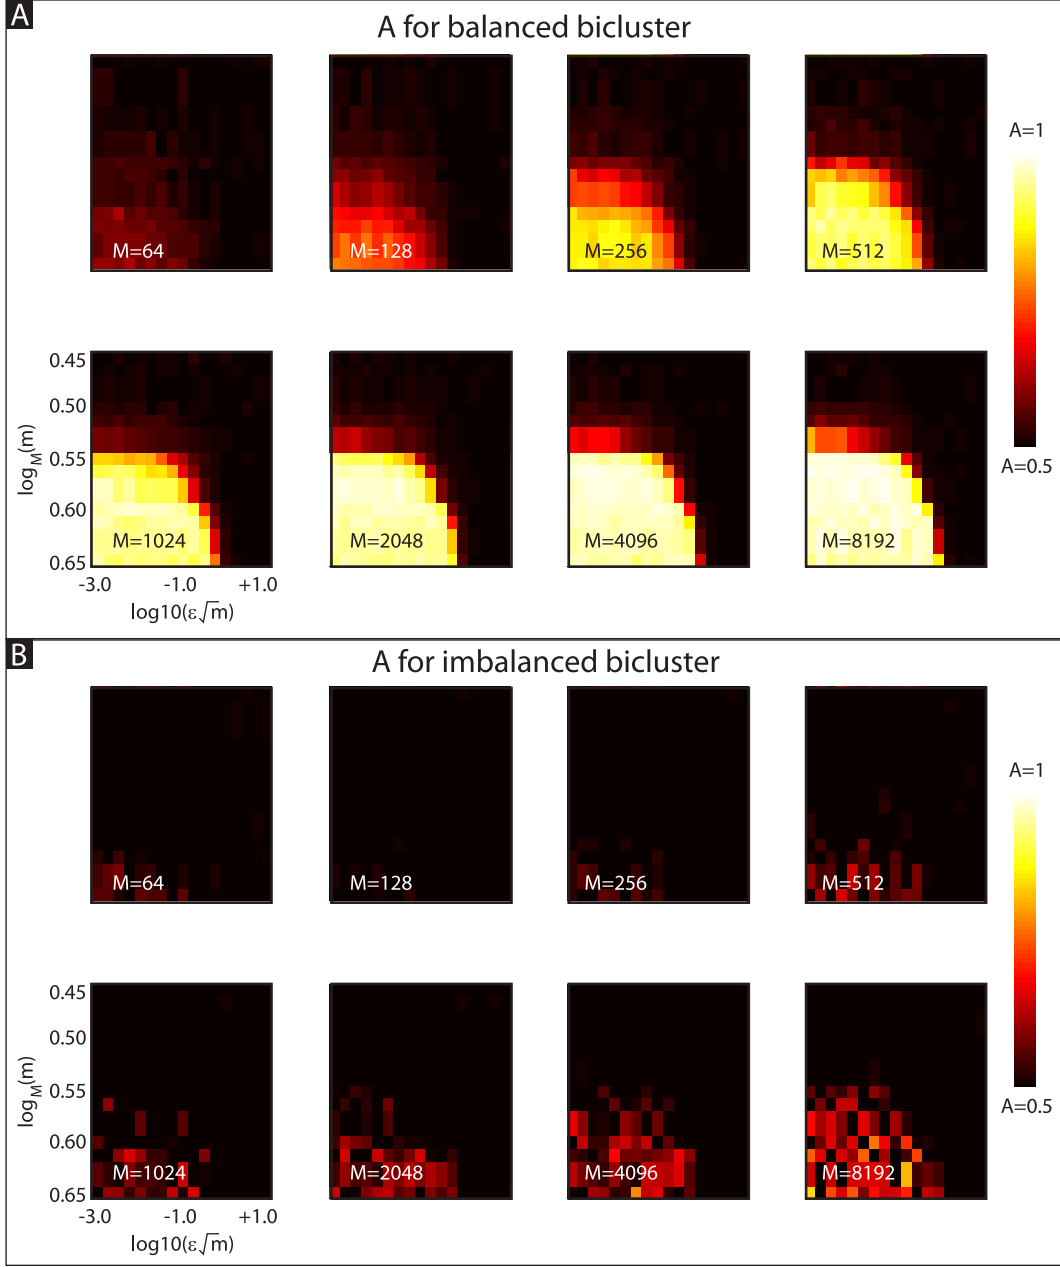 A
A for balanced bicluster
M=64
M=128
M=256
M=512
A=1
A=0.5
0.45
0.50
0.55
0.60
0.65
log_M(m)
M=1024
M=2048
M=4096
M=8192
-3.0 -1.0 +1.0
log10(ε√m)
B
A for imbalanced bicluster
M=64
M=128
M=256
M=512
A=1
A=0.5
0.45
0.50
0.55
0.60
0.65
log_M(m)
M=1024
M=2048
M=4096
M=8192
-3.0 -1.0 +1.0
log10(ε√m)